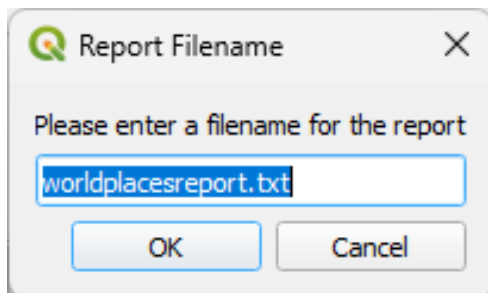 Report Filename
Please enter a filename for the report
worldplacesreport.txt
OK Cancel